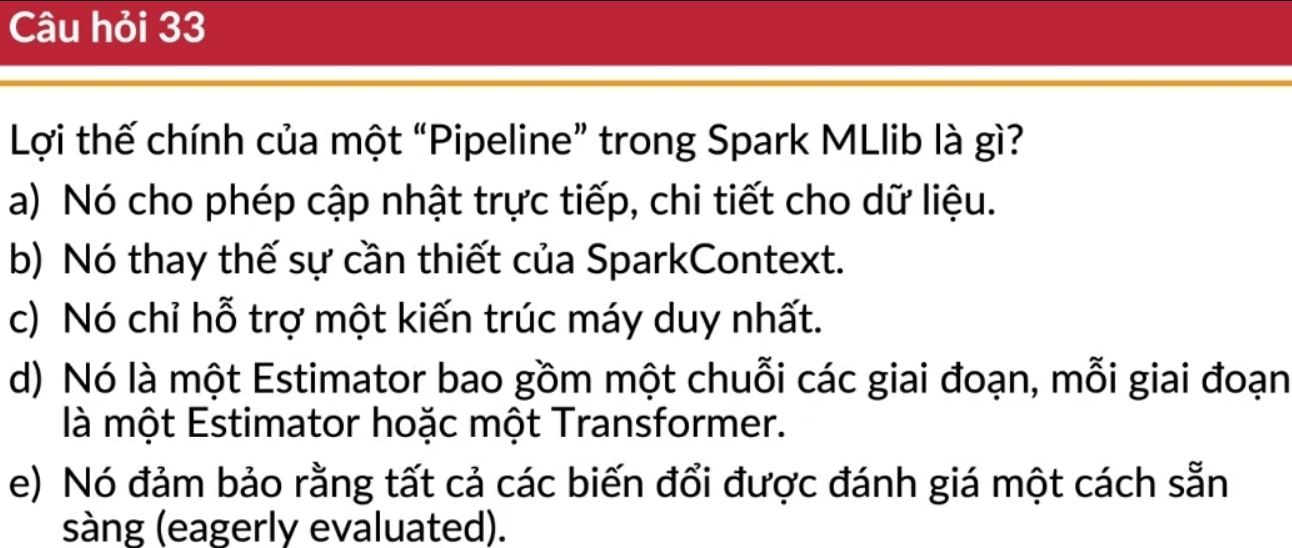 Câu hỏi 33
Lợi thế chính của một “Pipeline” trong Spark MLlib là gì?
a) Nó cho phép cập nhật trực tiếp, chi tiết cho dữ liệu.
b) Nó thay thế sự cần thiết của SparkContext.
c) Nó chỉ hỗ trợ một kiến trúc máy duy nhất.
d) Nó là một Estimator bao gồm một chuỗi các giai đoạn, mỗi giai đoạn
là một Estimator hoặc một Transformer.
e) Nó đảm bảo rằng tất cả các biến đổi được đánh giá một cách sẵn
sàng (eagerly evaluated).